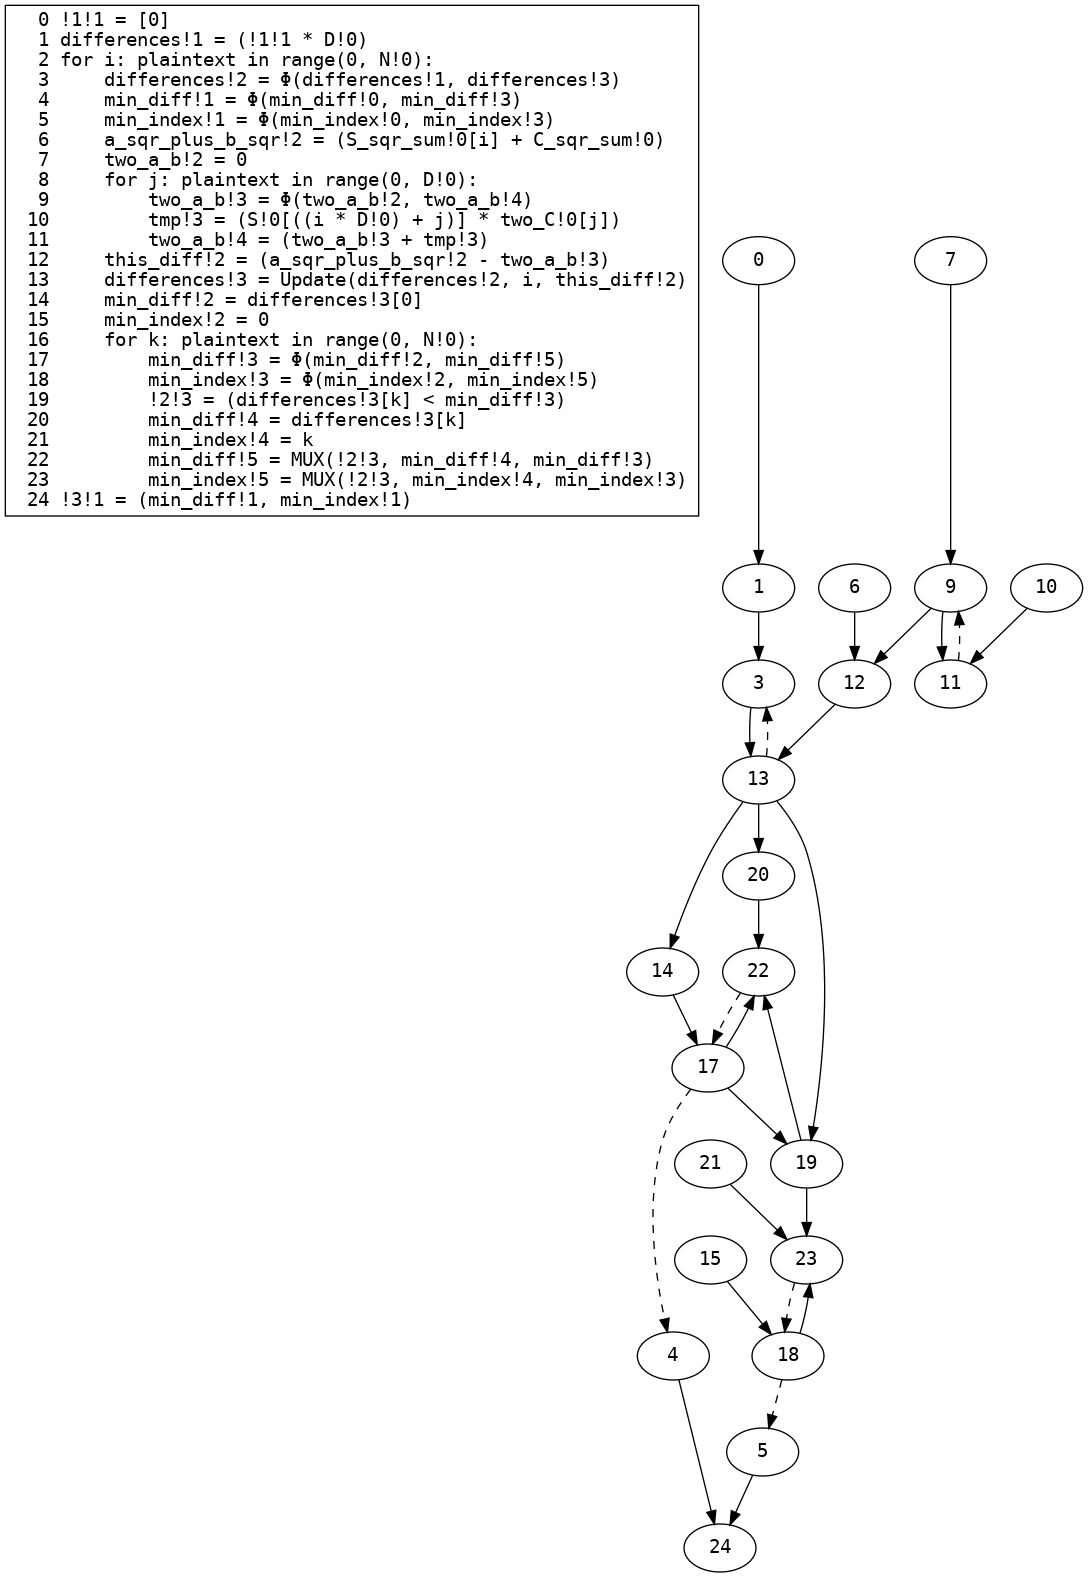 0 !1!1 = [0]
1 differences!1 = (!1!1 * D!0)
2 for i: plaintext in range(0, N!0):
3     differences!2 = Φ(differences!1, differences!3)
4     min_diff!1 = Φ(min_diff!0, min_diff!3)
5     min_index!1 = Φ(min_index!0, min_index!3)
6     a_sqr_plus_b_sqr!2 = (S_sqr_sum!0[i] + C_sqr_sum!0)
7     two_a_b!2 = 0
8     for j: plaintext in range(0, D!0):
9         two_a_b!3 = Φ(two_a_b!2, two_a_b!4)
10         tmp!3 = (S!0[((i * D!0) + j)] * two_C!0[j])
11         two_a_b!4 = (two_a_b!3 + tmp!3)
12     this_diff!2 = (a_sqr_plus_b_sqr!2 - two_a_b!3)
13     differences!3 = Update(differences!2, i, this_diff!2)
14     min_diff!2 = differences!3[0]
15     min_index!2 = 0
16     for k: plaintext in range(0, N!0):
17         min_diff!3 = Φ(min_diff!2, min_diff!5)
18         min_index!3 = Φ(min_index!2, min_index!5)
19         !2!3 = (differences!3[k] < min_diff!3)
20         min_diff!4 = differences!3[k]
21         min_index!4 = k
22         min_diff!5 = MUX(!2!3, min_diff!4, min_diff!3)
23         min_index!5 = MUX(!2!3, min_index!4, min_index!3)
24 !3!1 = (min_diff!1, min_index!1)
0
7
1
6
9
10
3
12
11
13
20
14
22
17
21
19
15
23
4
18
5
24